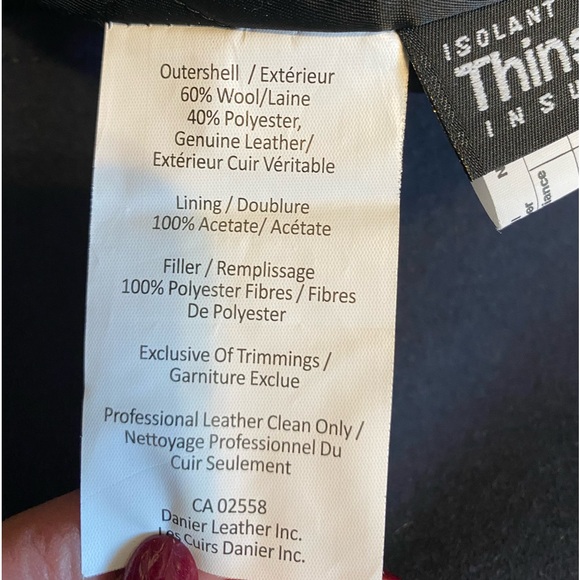 Outershell / Extérieur
60% Wool/Laine
40% Polyester,
Genuine Leather/
Extérieur Cuir Véritable
Lining / Doublure
100% Acetate/ Acétate
Filler / Remplissage
100% Polyester Fibres / Fibres
De Polyester
Exclusive Of Trimmings /
Garniture Exclue
Professional Leather Clean Only /
Nettoyage Professionnel Du
Cuir Seulement
CA 02558
Danier Leather Inc.
Les Cuirs Danier Inc.
ISOLANT
Thins
INSU